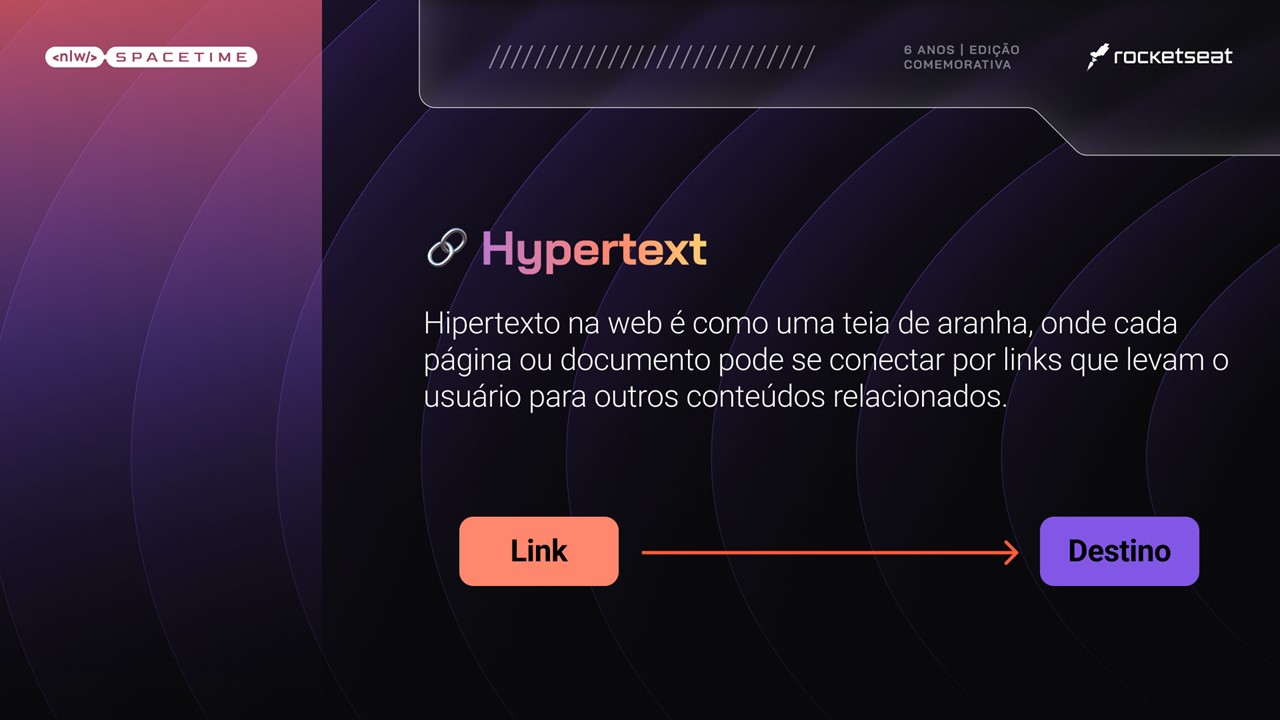 <nlw/> SPACETIME
6 ANOS | EDIÇÃO
COMEMORATIVA
rocketseat
Hypertext
Hipertexto na web é como uma teia de aranha, onde cada
página ou documento pode se conectar por links que levam o
usuário para outros conteúdos relacionados.
Link
Destino